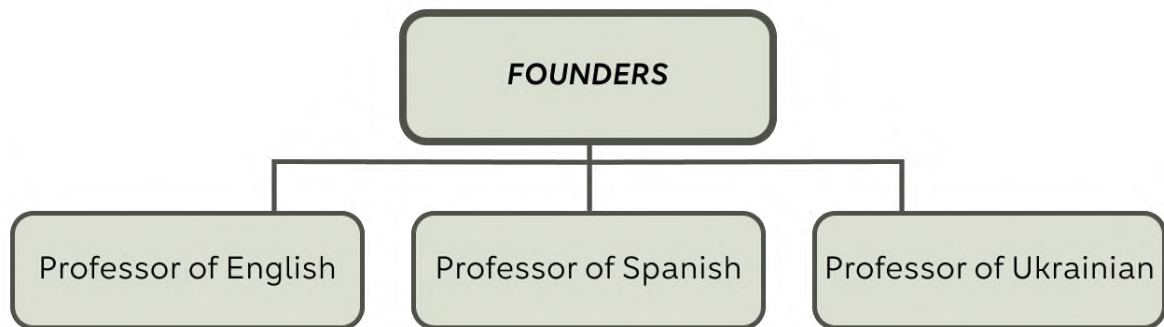 FOUNDERS
Professor of English
Professor of Spanish
Professor of Ukrainian